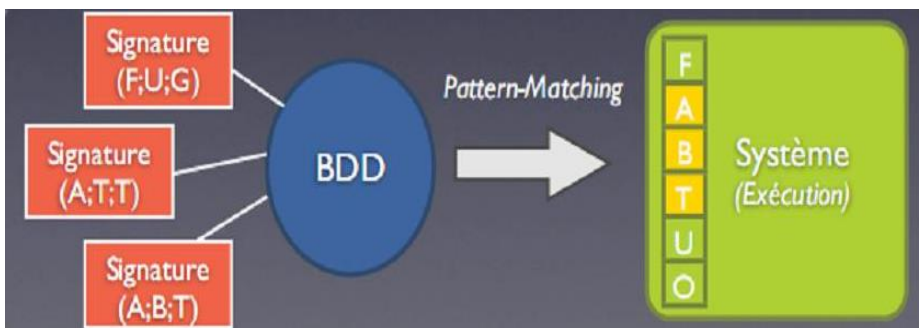 Signature
(F;U;G)
Signature
(A;T;T)
Signature
(A;B;T)
BDD
Pattern-Matching
F
A
B
T
U
O
Système
(Exécution)